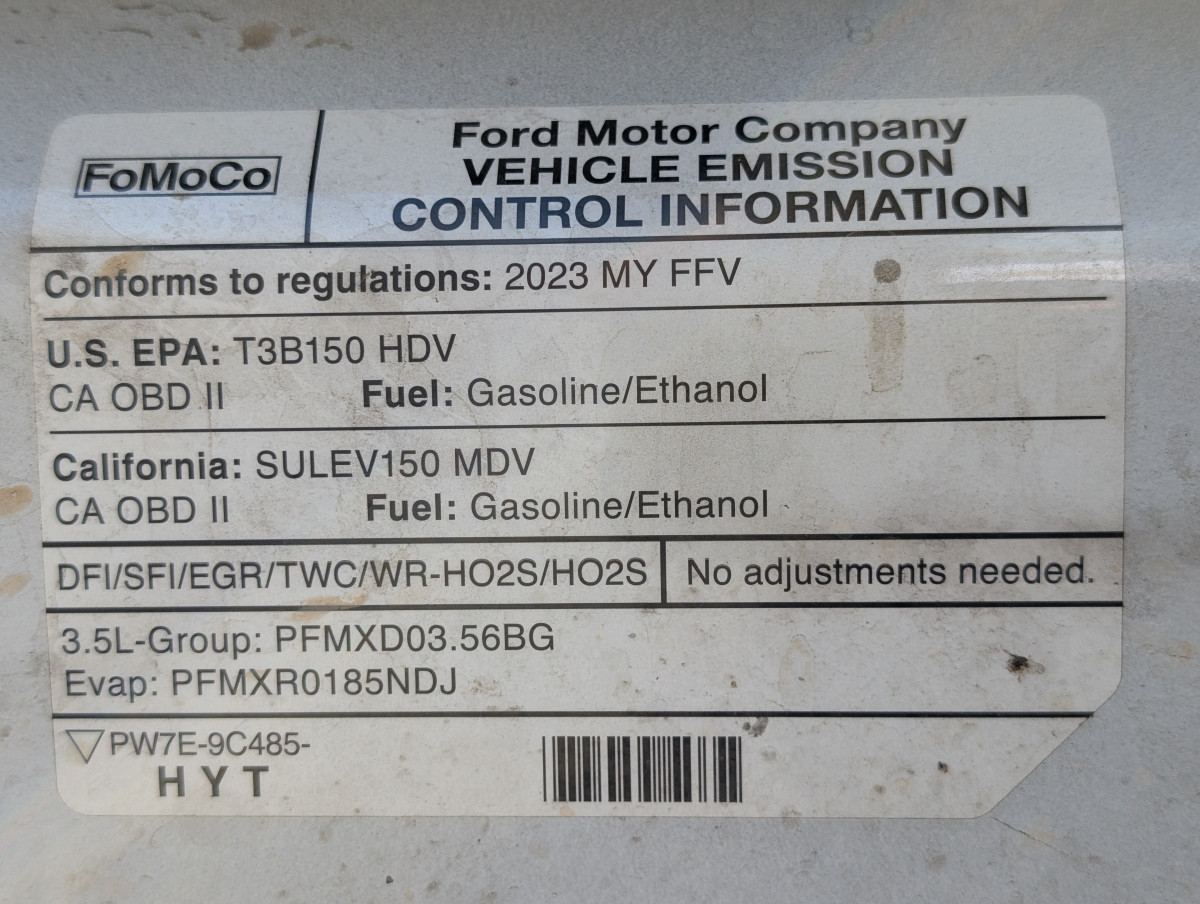 FoMoCo
Ford Motor Company
VEHICLE EMISSION
CONTROL INFORMATION
Conforms to regulations: 2023 MY FFV
U.S. EPA: T3B150 HDV
CA OBD II Fuel: Gasoline/Ethanol
California: SULEV150 MDV
CA OBD II Fuel: Gasoline/Ethanol
DFI/SFI/EGR/TWC/WR-HO2S/HO2S No adjustments needed.
3.5L-Group: PFMXD03.56BG
Evap: PFMXR0185NDJ
PW7E-9C485-
HYT